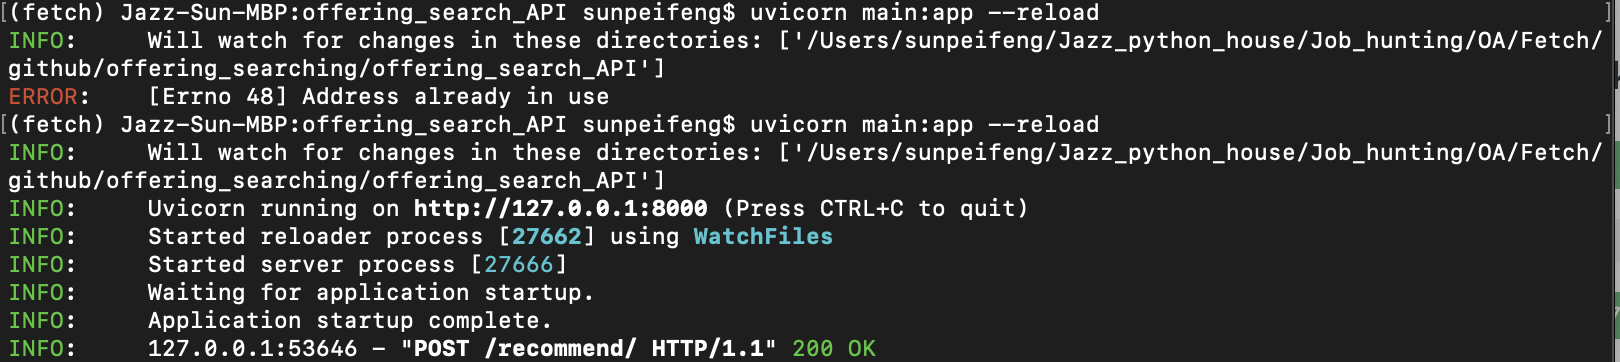 [(fetch) Jazz-Sun-MBP:offering_search_API sunpeifeng$ uvicorn main:app --reload ]
INFO:     Will watch for changes in these directories: ['/Users/sunpeifeng/Jazz_python_house/Job_hunting/OA/Fetch/
github/offering_searching/offering_search_API']
ERROR:    [Errno 48] Address already in use
[(fetch) Jazz-Sun-MBP:offering_search_API sunpeifeng$ uvicorn main:app --reload ]
INFO:     Will watch for changes in these directories: ['/Users/sunpeifeng/Jazz_python_house/Job_hunting/OA/Fetch/
github/offering_searching/offering_search_API']
INFO:     Uvicorn running on http://127.0.0.1:8000 (Press CTRL+C to quit)
INFO:     Started reloader process [27662] using WatchFiles
INFO:     Started server process [27666]
INFO:     Waiting for application startup.
INFO:     Application startup complete.
INFO:     127.0.0.1:53646 - "POST /recommend/ HTTP/1.1" 200 OK